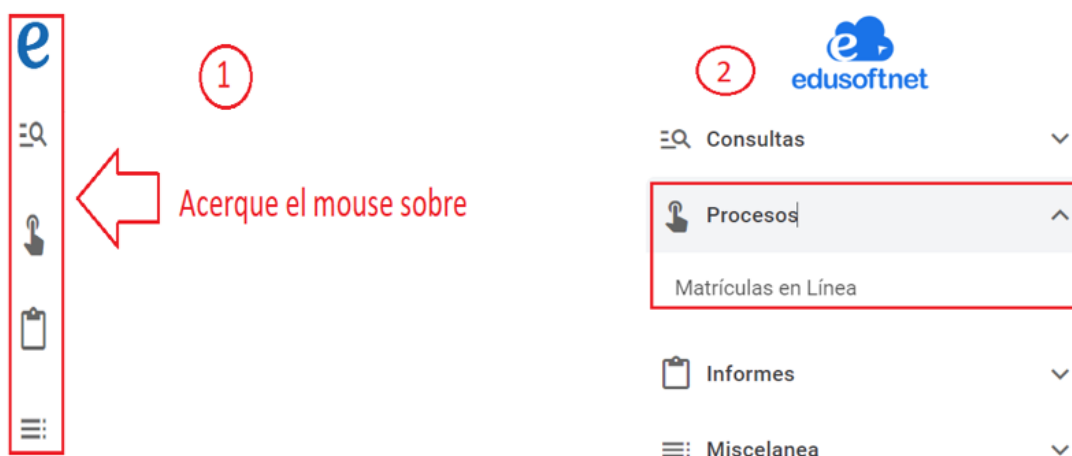 e
1
Acerque el mouse sobre
2
e
edusoftnet
Consultas
Procesos
Matrículas en Línea
Informes
Miscelanea